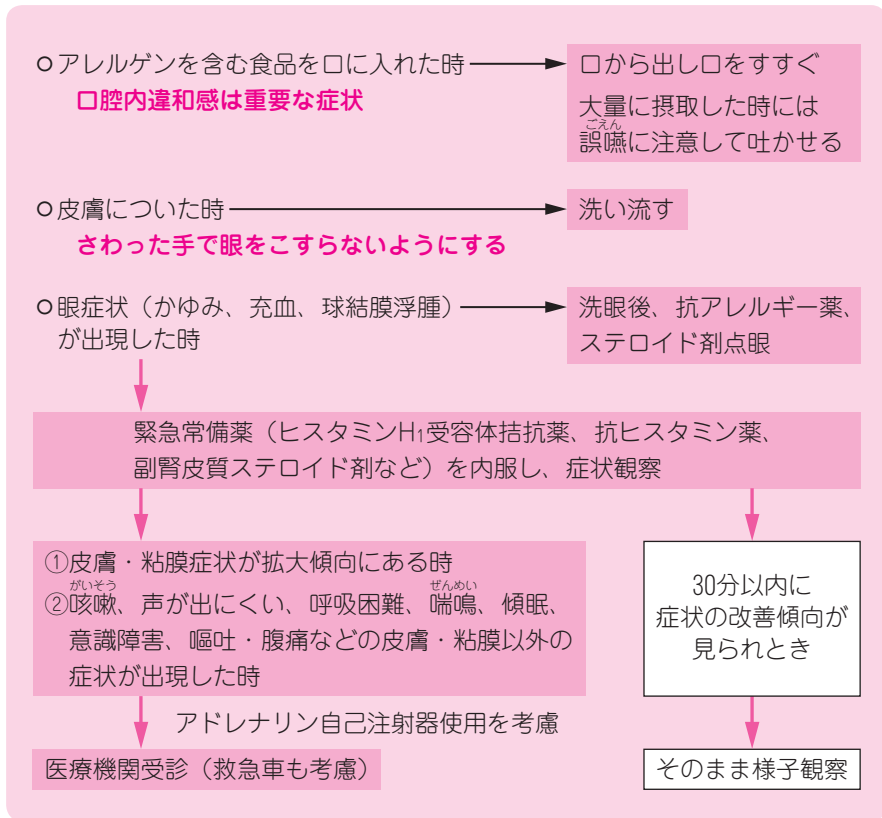 アレルゲンを含む食品を口に入れた時
口腔内違和感は重要な症状
口から出し口をすすぐ
大量に摂取した時には
誤嚥に注意して吐かせる
ごえん
皮膚についた時
さわった手で眼をこすらないようにする
洗い流す
眼症状（かゆみ、充血、球結膜浮腫）
が出現した時
洗眼後、抗アレルギー薬、
ステロイド剤点眼
緊急常備薬（ヒスタミンH₁受容体拮抗薬、抗ヒスタミン薬、
副腎皮質ステロイド剤など）を内服し、症状観察
①皮膚・粘膜症状が拡大傾向にある時
がいそう
ぜんめい
②咳嗽、声が出にくい、呼吸困難、喘鳴、傾眠、
意識障害、嘔吐・腹痛などの皮膚・粘膜以外の
症状が出現した時
30分以内に
症状の改善傾向が
見られとき
アドレナリン自己注射器使用を考慮
医療機関受診（救急車も考慮）
そのまま様子観察